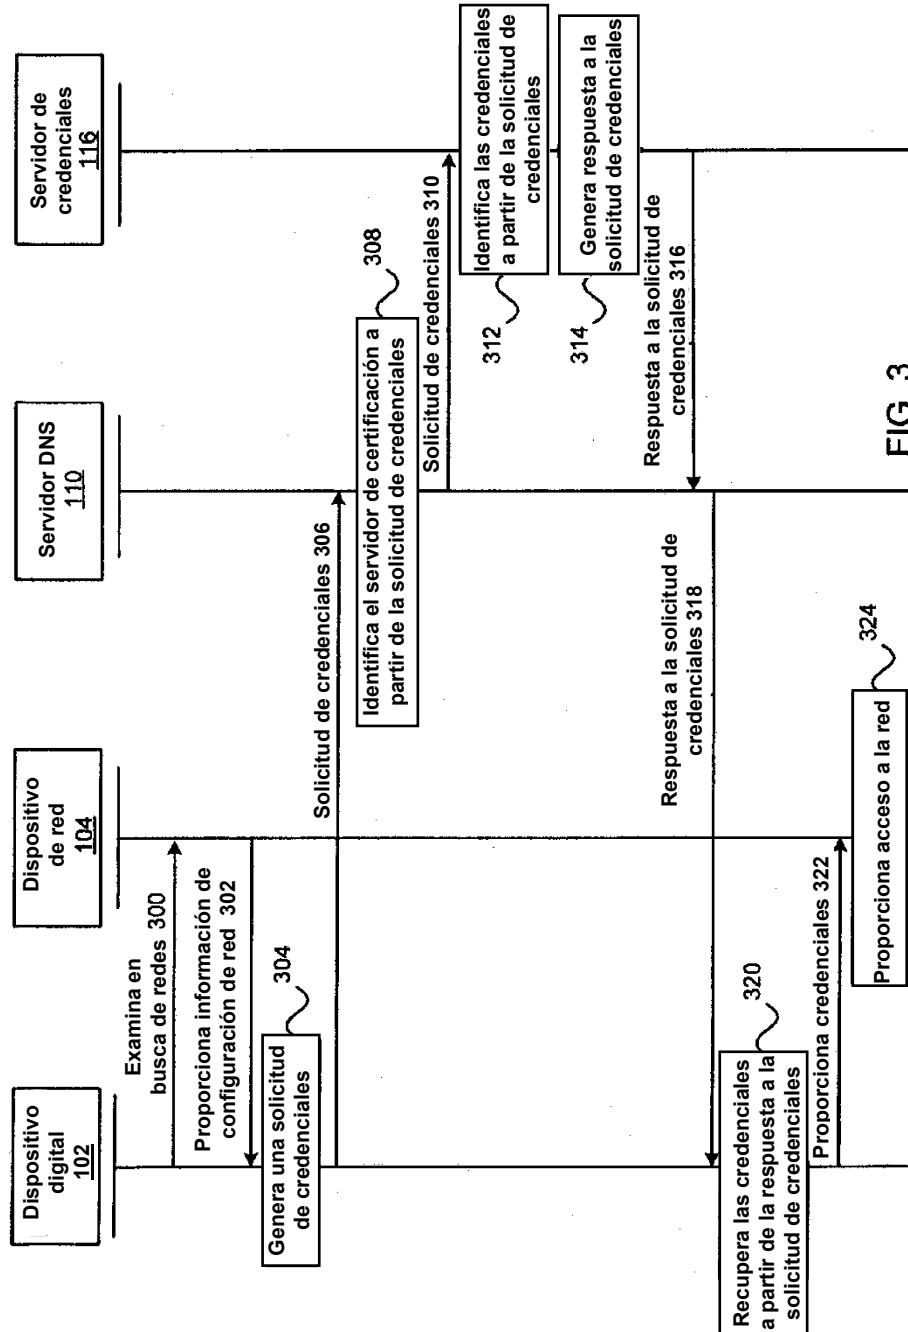 Dispositivo
digital
102
Dispositivo
de red
104
Servidor DNS
110
Servidor de
credenciales
116
Examina en
busca de redes 300
Proporciona información de
configuración de red 302
Genera una solicitud
de credenciales
304
Solicitud de credenciales 306
Identifica el servidor de certificación a
partir de la solicitud de credenciales
308
Solicitud de credenciales 310
Identifica las credenciales
a partir de la solicitud de
credenciales
312
Genera respuesta a la
solicitud de credenciales
314
Respuesta a la solicitud de
credenciales 316
Respuesta a la solicitud de
credenciales 318
Recupera las credenciales
a partir de la respuesta a la
solicitud de credenciales
320
Proporciona credenciales 322
Proporciona acceso a la red
324
FIG. 3